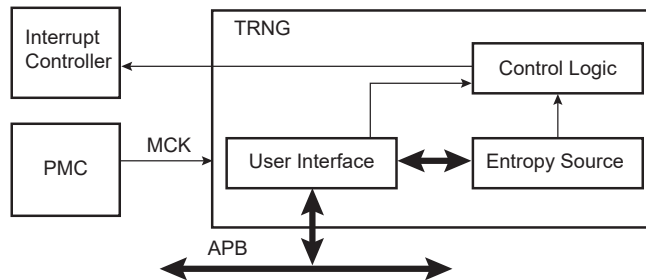 TRNG
Interrupt
Controller
Control Logic
MCK
PMC
User Interface
Entropy Source
APB